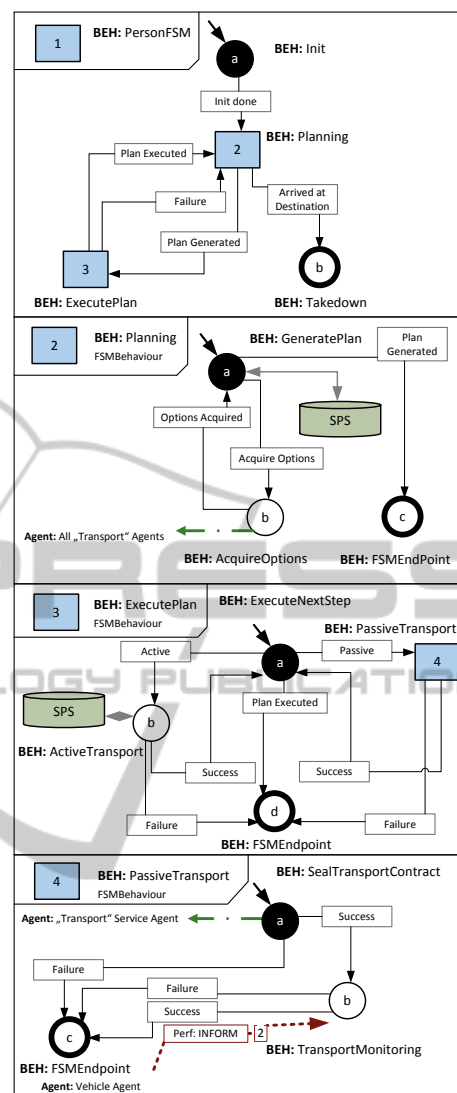 1
BEH: PersonFSM
a
BEH: Init
Init done
2
BEH: Planning
Plan Executed
Failure
Arrived at
Destination
Plan Generated
3
b
BEH: ExecutePlan
BEH: Takedown
2
BEH: Planning
FSMBehaviour
BEH: GeneratePlan
Plan
Generated
a
Options Acquired
SPS
Acquire Options
b
c
Agent: All „Transport“ Agents
BEH: AcquireOptions
BEH: FSMEndPoint
3
BEH: ExecutePlan
FSMBehaviour
BEH: ExecuteNextStep
BEH: PassiveTransport
Active
a
Passive
4
SPS
b
Plan Executed
BEH: ActiveTransport
Success
Success
d
Failure
Failure
BEH: FSMEndpoint
4
BEH: PassiveTransport
FSMBehaviour
BEH: SealTransportContract
Agent: „Transport“ Service Agent
a
Success
Failure
Failure
b
Success
c
Perf: INFORM
2
BEH: FSMEndpoint
BEH: TransportMonitoring
Agent: Vehicle Agent